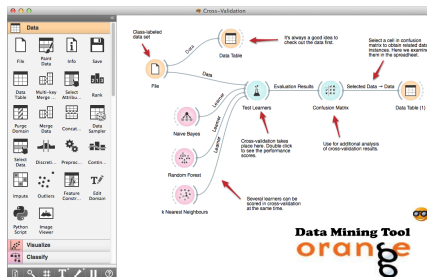 Cross-Validation
Data
File
Paint
Data
Info
Save
Data
Table
Multi-key
Merge ...
Select
Attribu...
Rank
Purge
Domain
Merge
Data
Concat...
Data
Sampler
Select
Data
Discreti...
Preproc...
Contin...
Impute
Outliers
Feature
Constr...
Edit
Domain
Python
Script
Image
Viewer
Visualize
Classify
Class-labeled
data set
File
Data
Data
Data Table
It's always a good idea to
check out the data first.
Select a cell in confusion
matrix to obtain related data
instances. Here we examine
them in the spreadsheet.
Learner
Learner
Learner
Naive Bayes
Random Forest
k Nearest Neighbours
Test Learners
Evaluation Results
Confusion Matrix
Selected Data → Data
Data Table (1)
Cross-validation takes
place here. Double click
to see the performance
scores.
Use for additional analysis
of cross-validation results.
Several learners can be
scored in cross-validation
at the same time
Data Mining Tool
orange